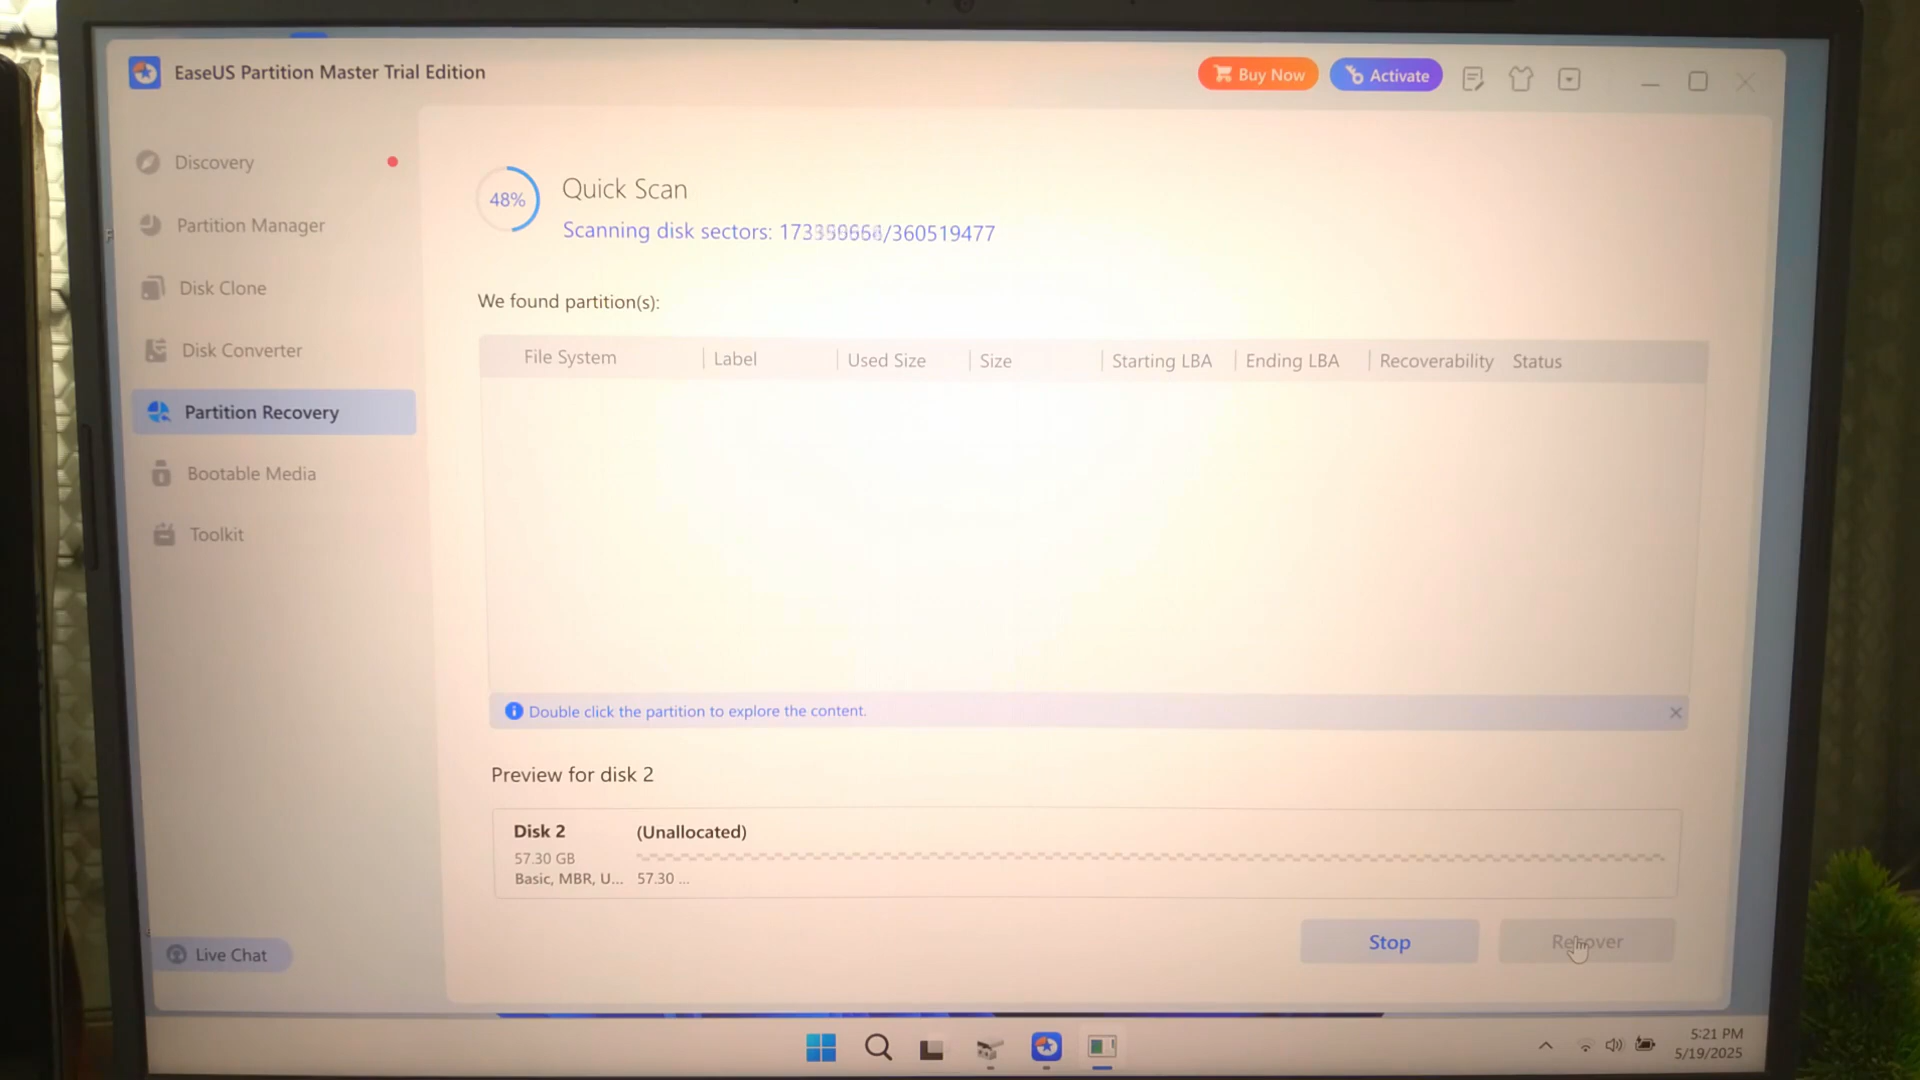 EaseUS Partition Master Trial Edition
Buy Now
Activate
Discovery
Partition Manager
Disk Clone
Disk Converter
Partition Recovery
Bootable Media
Toolkit
Live Chat
48%
Quick Scan
Scanning disk sectors: /360519477
We found partition(s):
File System Label Used Size Size Starting LBA Ending LBA Recoverability Status
Double click the partition to explore the content.
Preview for disk 2
Disk 2 (Unallocated)
57.30 GB
Basic, MBR, U... 57.30 ...
Stop
Recover
5:21 PM
5/19/2025